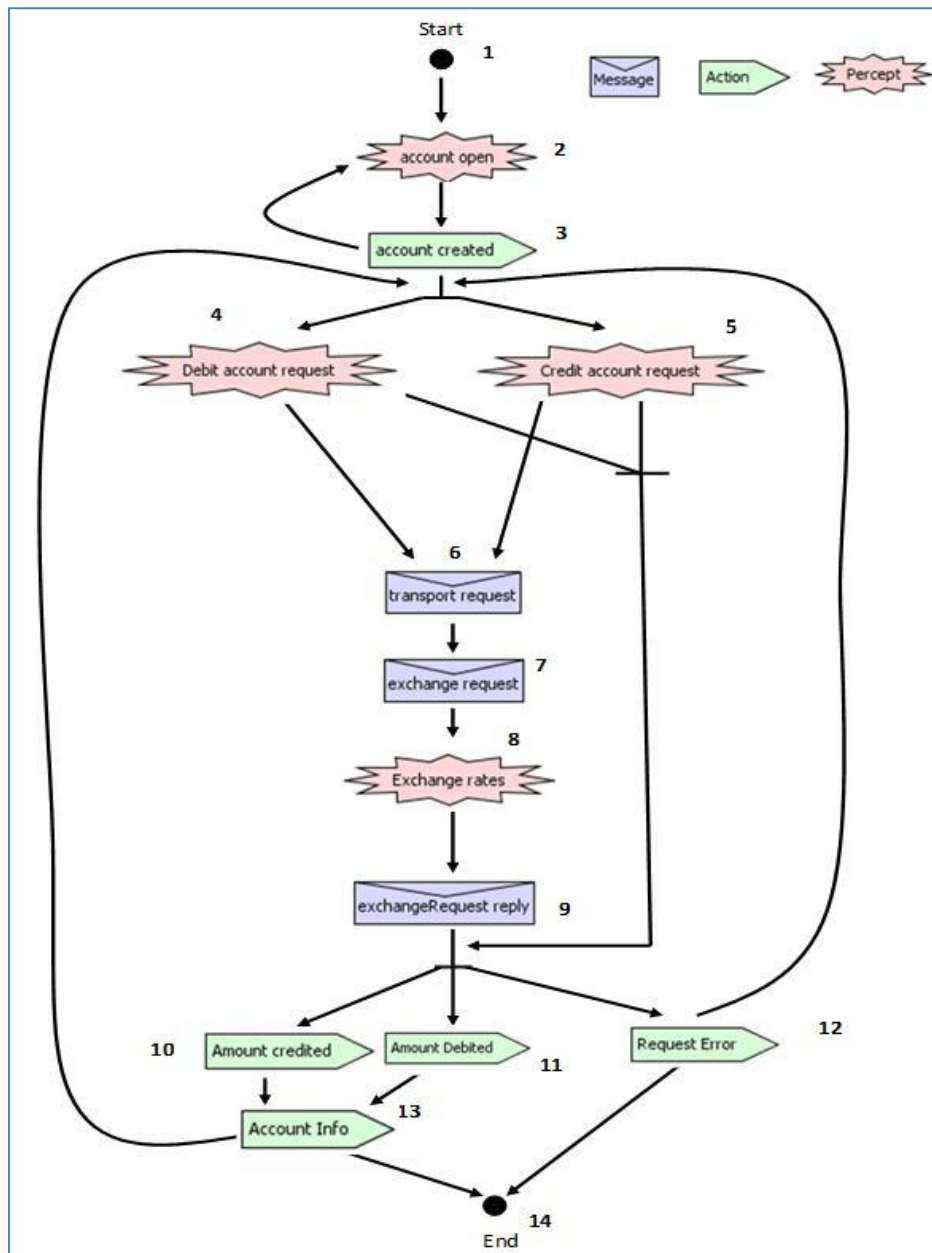 Start
1
Message
Action
Percept
account open
2
account created
3
4
5
Debit account request
Credit account request
6
transport request
exchange request
7
8
Exchange rates
exchangeRequest reply
9
10
Amount credited
Amount Debited
11
Request Error
12
13
Account Info
14
End